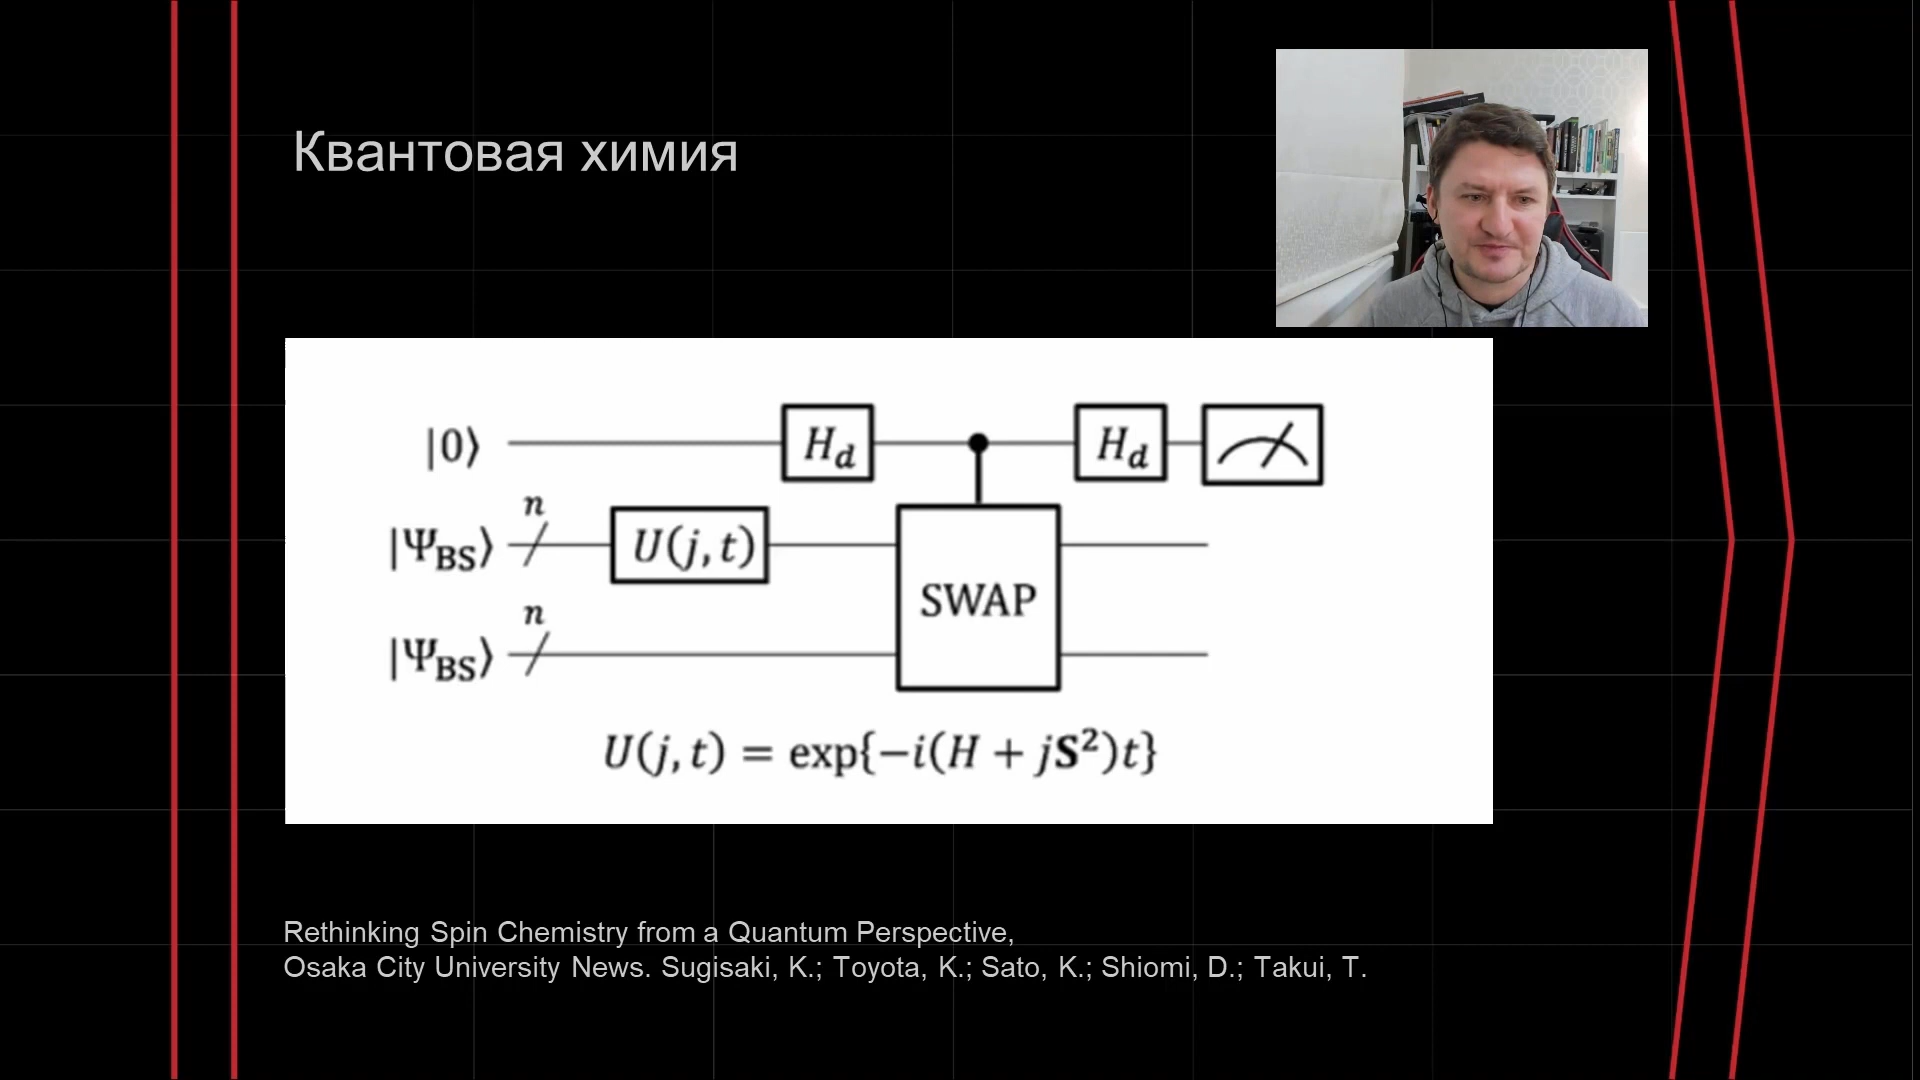 Квантовая химия
|0⟩ H_d H_d
n
|Ψ_BS⟩ U(j, t)
SWAP
n
|Ψ_BS⟩
U(j, t) = exp{−i(H + jS²)t}
Rethinking Spin Chemistry from a Quantum Perspective,
Osaka City University News. Sugisaki, K.; Toyota, K.; Sato, K.; Shiomi, D.; Takui, T.